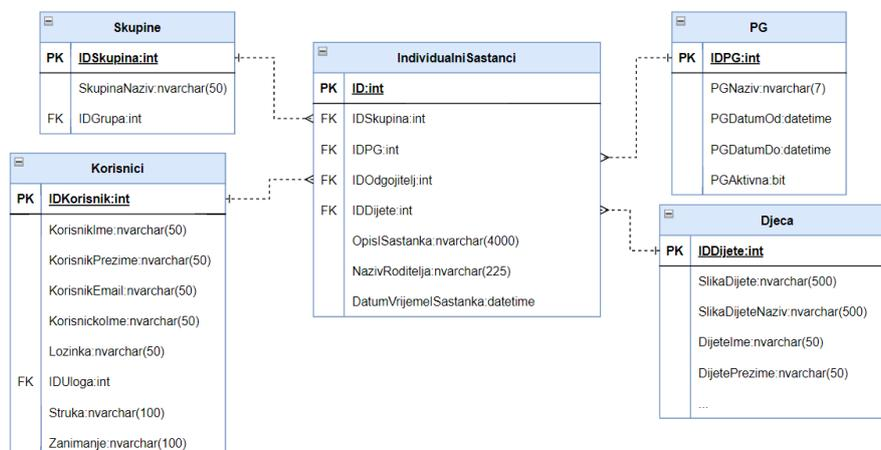 Skupine
PK IDSkupina:int
SkupinaNaziv:nvarchar(50)
FK IDGrupa:int
Korisnici
PK IDKorisnik:int
KorisnikIme:nvarchar(50)
KorisnikPrezime:nvarchar(50)
KorisnikEmail:nvarchar(50)
KorisnickoIme:nvarchar(50)
Lozinka:nvarchar(50)
FK IDUloga:int
Struka:nvarchar(100)
Zanimanje:nvarchar(100)
IndividualniSastanci
PK ID:int
FK IDSkupina:int
FK IDPG:int
FK IDOdgojitelj:int
FK IDDijete:int
OpisISastanka:nvarchar(4000)
NazivRoditelja:nvarchar(225)
DatumVrijemeISastanka:datetime
PG
PK IDPG:int
PGNaziv:nvarchar(7)
PGDatumOd:datetime
PGDatumDo:datetime
PGAktivna:bit
Djeca
PK IDDijete:int
SlikaDijete:nvarchar(500)
SlikaDijeteNaziv:nvarchar(500)
DijeteIme:nvarchar(50)
DijetePrezime:nvarchar(50)
...